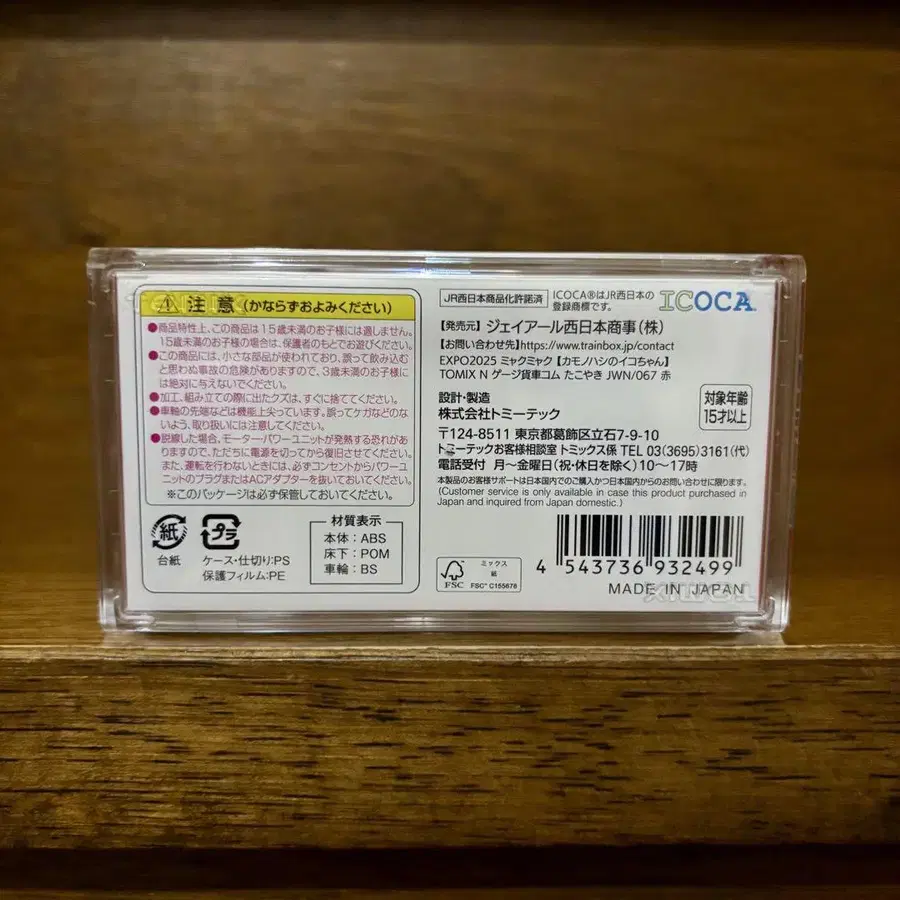 ⚠ 注意 (かならずおよみください)
●商品特性上、この商品は15歳未満のお子様には適しません。
15歳未満のお子様の場合は、保護者のもとでお遊びください。
●この商品には、小さな部品が使われており、誤って飲み込む
と思わぬ事故の危険がありますので、3歳未満のお子様に
は絶対に与えないでください。
●加工、組み立ての際に出たクズは、すぐに捨ててください。
●車軸の先端などは機能上尖っています。誤ってケガなどのな
いよう、取り扱いには注意してください。
●脱線した場合、モーター・パワーユニットが発熱する恐れがあ
りますので、ただちに電源を切ってから復旧させてください。
また、運転を行わないときには、必ずコンセントからパワーユ
ニットのプラグまたはACアダプターを抜いておいてください。
※このパッケージは必ず保管しておいてください。
紙
台紙
プラ
ケース・仕切り:PS
保護フィルム:PE
材質表示
本体:ABS
床下:POM
車輪:BS
JR西日本商品化許諾済
ICOCA®はJR西日本の
登録商標です。
ICOCA
【発売元】ジェイアール西日本商事(株)
【お問い合わせ先】https://www.trainbox.jp/contact
EXPO2025 ミャクミャク【カモノハシのイコちゃん】
TOMIX N ゲージ貨車コム たこやき JWN/067 赤
設計・製造
株式会社トミーテック
対象年齢
15才以上
〒124-8511 東京都葛飾区立石7-9-10
トミーテックお客様相談室 トミックス係 TEL 03(3695)3161(代)
電話受付 月〜金曜日(祝・休日を除く)10〜17時
本製品のお客様サポートは日本国内でのご購入かつ日本国内からのお問い合わせに限ります。
(Customer service is only available in case this product purchased in
Japan and inquired from Japan domestic.)
FSC
ミックス
紙
FSC™ C155678
4 543736 932499
MADE IN JAPAN